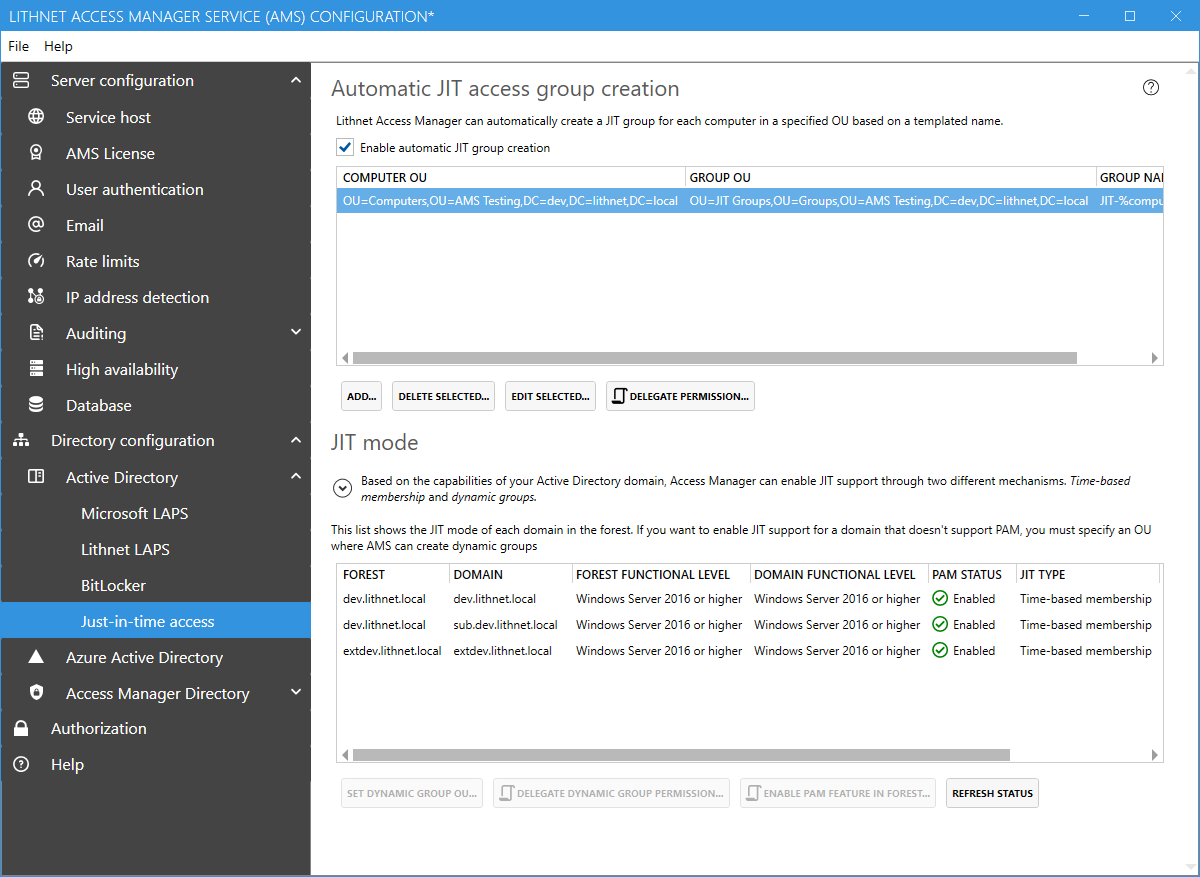 LITHNET ACCESS MANAGER SERVICE (AMS) CONFIGURATION*
File Help
Server configuration
Service host
AMS License
User authentication
Email
Rate limits
IP address detection
Auditing
High availability
Database
Directory configuration
Active Directory
Microsoft LAPS
Lithnet LAPS
BitLocker
Just-in-time access
Azure Active Directory
Access Manager Directory
Authorization
Help
Automatic JIT access group creation
Lithnet Access Manager can automatically create a JIT group for each computer in a specified OU based on a templated name.
Enable automatic JIT group creation
COMPUTER OU GROUP OU GROUP NAI
OU=Computers,OU=AMS Testing,DC=dev,DC=lithnet,DC=local OU=JIT Groups,OU=Groups,OU=AMS Testing,DC=dev,DC=lithnet,DC=local JIT-%compu
ADD... DELETE SELECTED... EDIT SELECTED... DELEGATE PERMISSION...
JIT mode
Based on the capabilities of your Active Directory domain, Access Manager can enable JIT support through two different mechanisms. Time-based
membership and dynamic groups.
This list shows the JIT mode of each domain in the forest. If you want to enable JIT support for a domain that doesn't support PAM, you must specify an OU
where AMS can create dynamic groups
FOREST DOMAIN FOREST FUNCTIONAL LEVEL DOMAIN FUNCTIONAL LEVEL PAM STATUS JIT TYPE
dev.lithnet.local dev.lithnet.local Windows Server 2016 or higher Windows Server 2016 or higher Enabled Time-based membership
dev.lithnet.local sub.dev.lithnet.local Windows Server 2016 or higher Windows Server 2016 or higher Enabled Time-based membership
extdev.lithnet.local extdev.lithnet.local Windows Server 2016 or higher Windows Server 2016 or higher Enabled Time-based membership
SET DYNAMIC GROUP OU... DELEGATE DYNAMIC GROUP PERMISSION... ENABLE PAM FEATURE IN FOREST... REFRESH STATUS